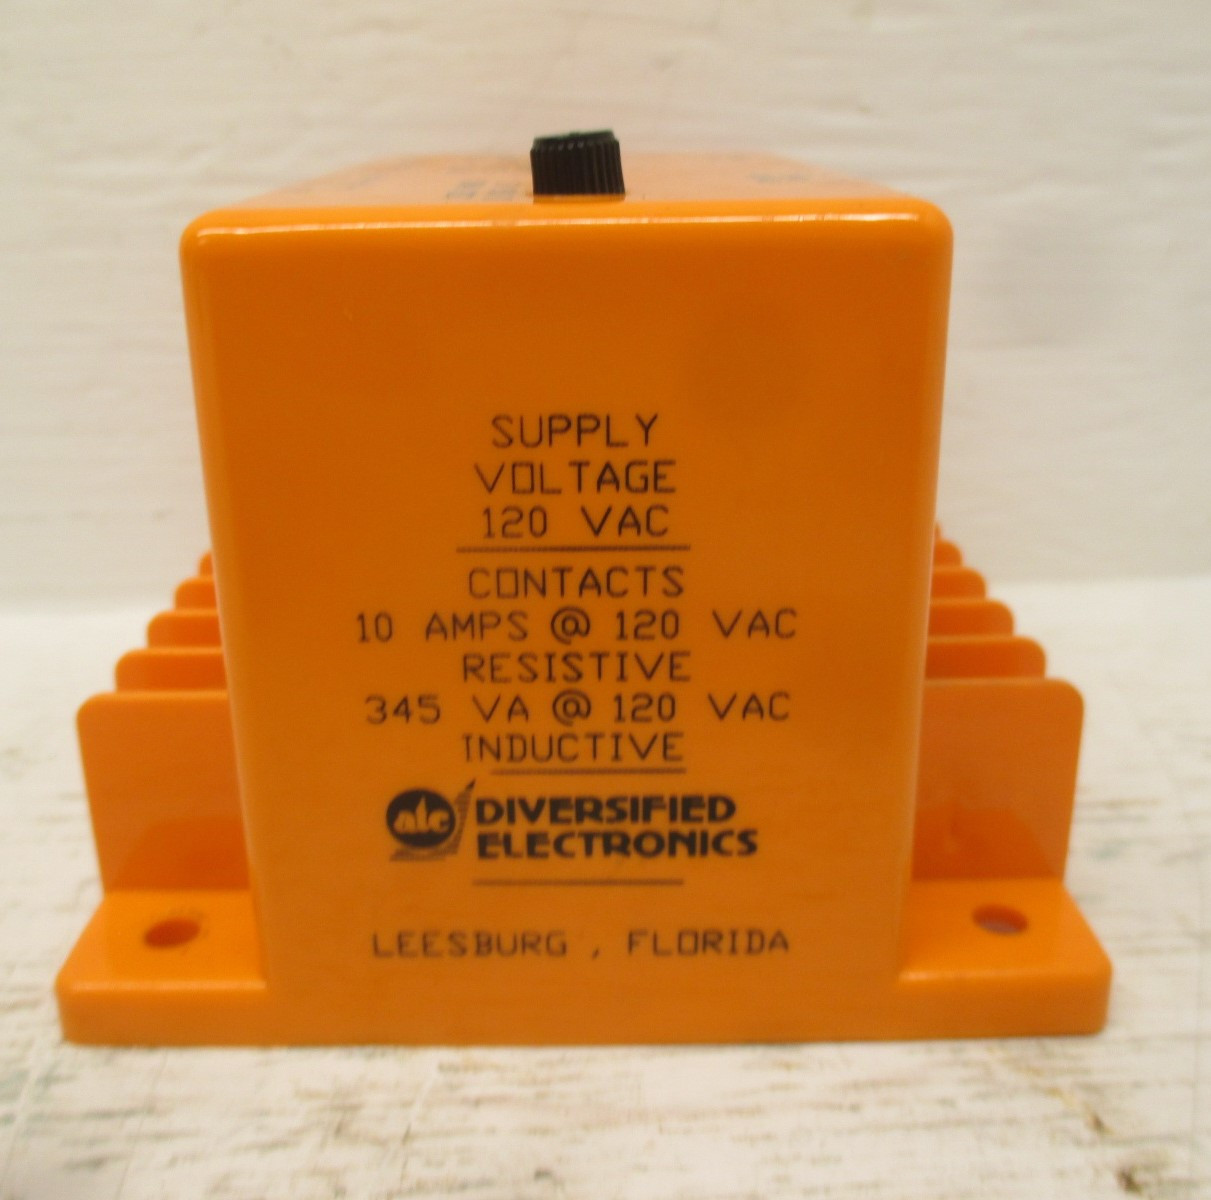 SUPPLY
VOLTAGE
120 VAC
CONTACTS
10 AMPS @ 120 VAC
RESISTIVE
345 VA @ 120 VAC
INDUCTIVE
atc DIVERSIFIED
ELECTRONICS
LEESBURG , FLORIDA